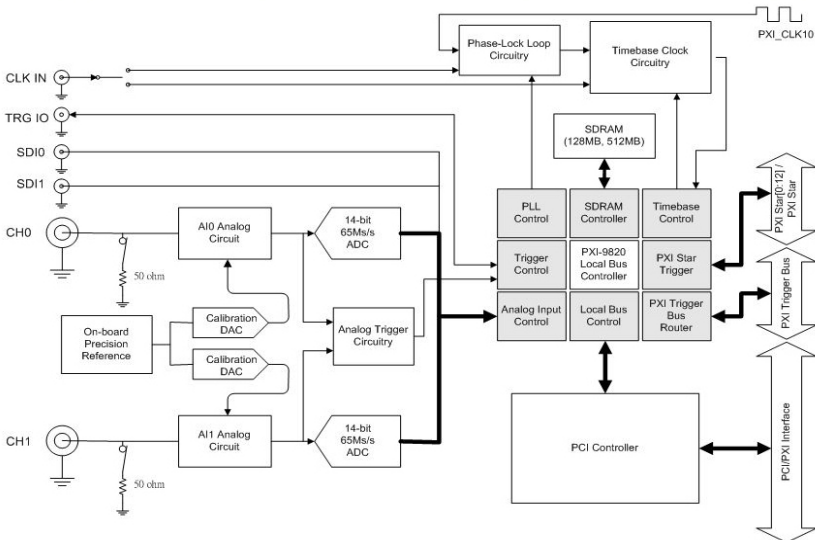 PXI_CLK10
Phase-Lock Loop
Circuitry
Timebase Clock
Circuitry
CLK IN
TRG IO
SDI0
SDI1
SDRAM
(128MB, 512MB)
CH0
50 ohm
AI0 Analog
Circuit
14-bit
65Ms/s
ADC
PLL
Control
SDRAM
Controller
Timebase
Control
Trigger
Control
PXI-9820
Local Bus
Controller
PXI Star
Trigger
Analog Input
Control
Local Bus
Control
PXI Trigger
Bus
Router
PXI Star[0:12] /
PXI Star
PXI Trigger Bus
PCI/PXI Interface
On-board
Precision
Reference
Calibration
DAC
Calibration
DAC
Analog Trigger
Circuitry
CH1
50 ohm
AI1 Analog
Circuit
14-bit
65Ms/s
ADC
PCI Controller